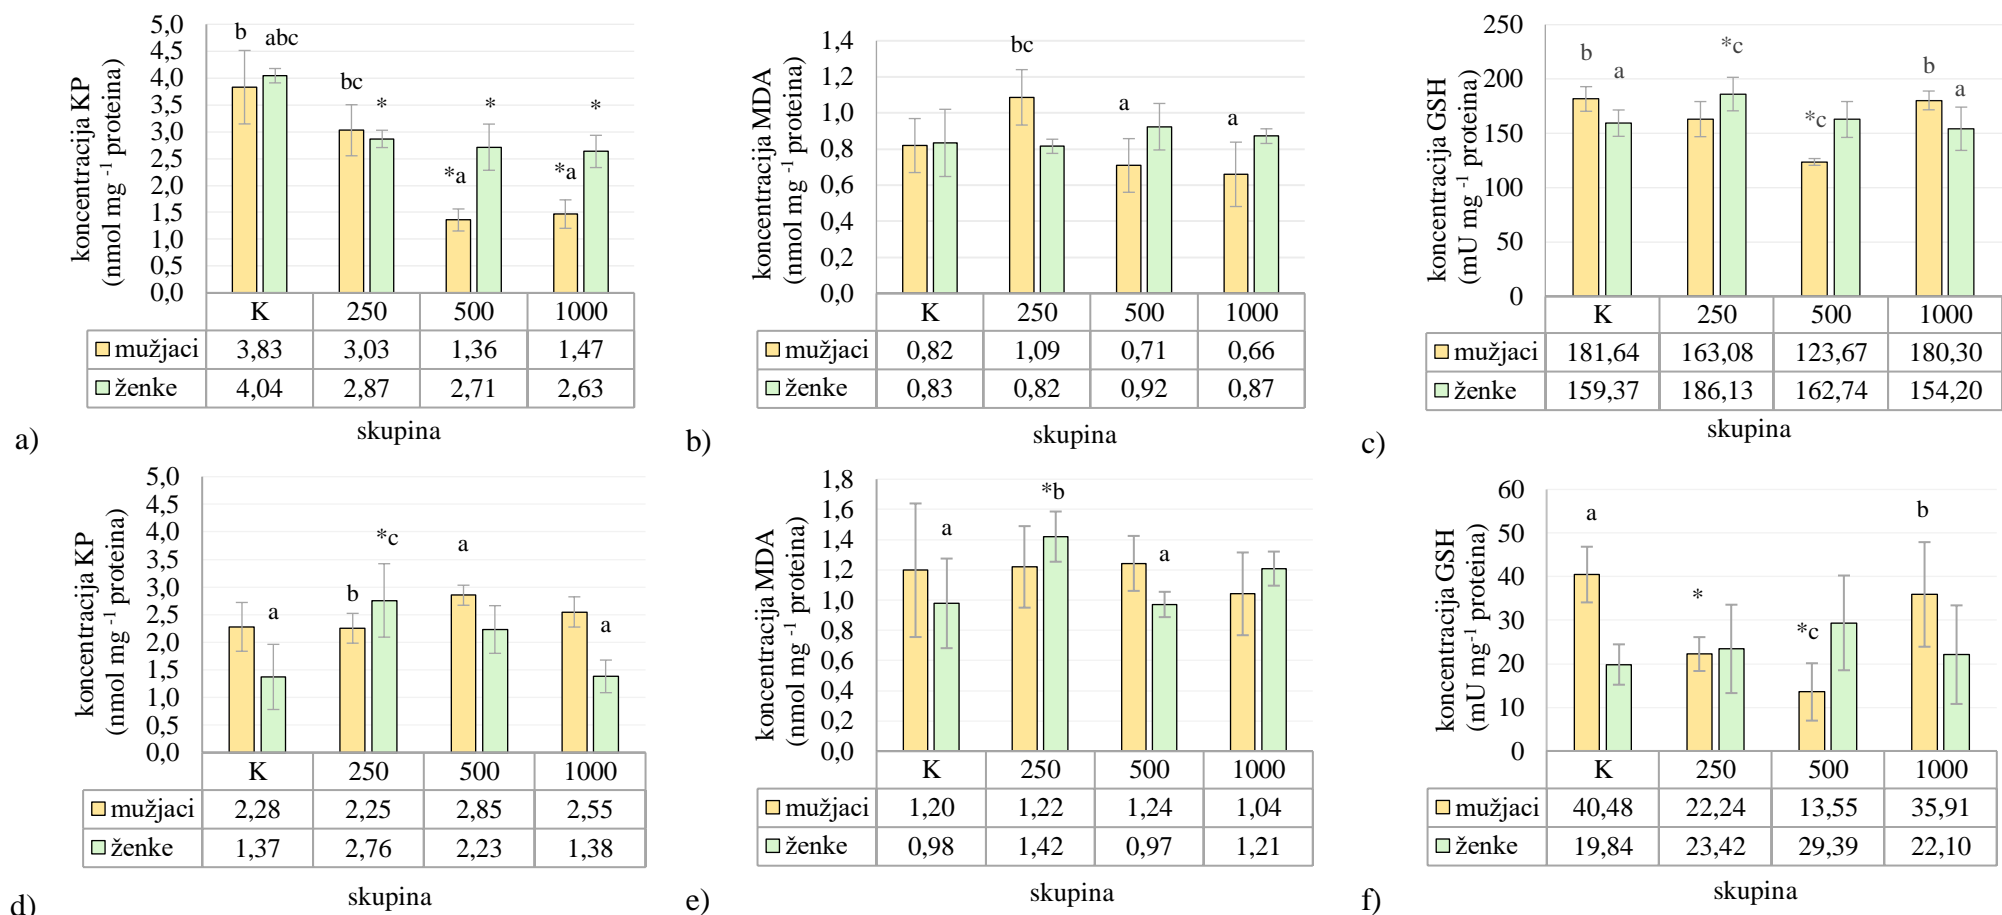 koncentracija KP
(nmol mg ⁻¹ proteina)
5,0
4,5
4,0
3,5
3,0
2,5
2,0
1,5
1,0
0,5
0,0
b abc
bc *
*a *
*a *
K 250 500 1000
mužjaci 3,83 3,03 1,36 1,47
ženke 4,04 2,87 2,71 2,63
skupina
a)
koncentracija MDA
(nmol mg ⁻¹ proteina)
1,4
1,2
1,0
0,8
0,6
0,4
0,2
0,0
bc
a
a
K 250 500 1000
mužjaci 0,82 1,09 0,71 0,66
ženke 0,83 0,82 0,92 0,87
skupina
b)
koncentracija GSH
(mU mg⁻¹ proteina)
250
200
150
100
50
0
b a
*c
*c
b a
K 250 500 1000
mužjaci 181,64 163,08 123,67 180,30
ženke 159,37 186,13 162,74 154,20
skupina
c)
koncentracija KP
(nmol mg ⁻¹ proteina)
5,0
4,5
4,0
3,5
3,0
2,5
2,0
1,5
1,0
0,5
0,0
a
b *c
a
a
K 250 500 1000
mužjaci 2,28 2,25 2,85 2,55
ženke 1,37 2,76 2,23 1,38
skupina
d)
koncentracija MDA
(nmol mg ⁻¹ proteina)
1,8
1,6
1,4
1,2
1,0
0,8
0,6
0,4
0,2
0,0
a
*b
a
K 250 500 1000
mužjaci 1,20 1,22 1,24 1,04
ženke 0,98 1,42 0,97 1,21
skupina
e)
koncentracija GSH
(mU mg⁻¹ proteina)
60
50
40
30
20
10
0
a
*
*c
b
K 250 500 1000
mužjaci 40,48 22,24 13,55 35,91
ženke 19,84 23,42 29,39 22,10
skupina
f)